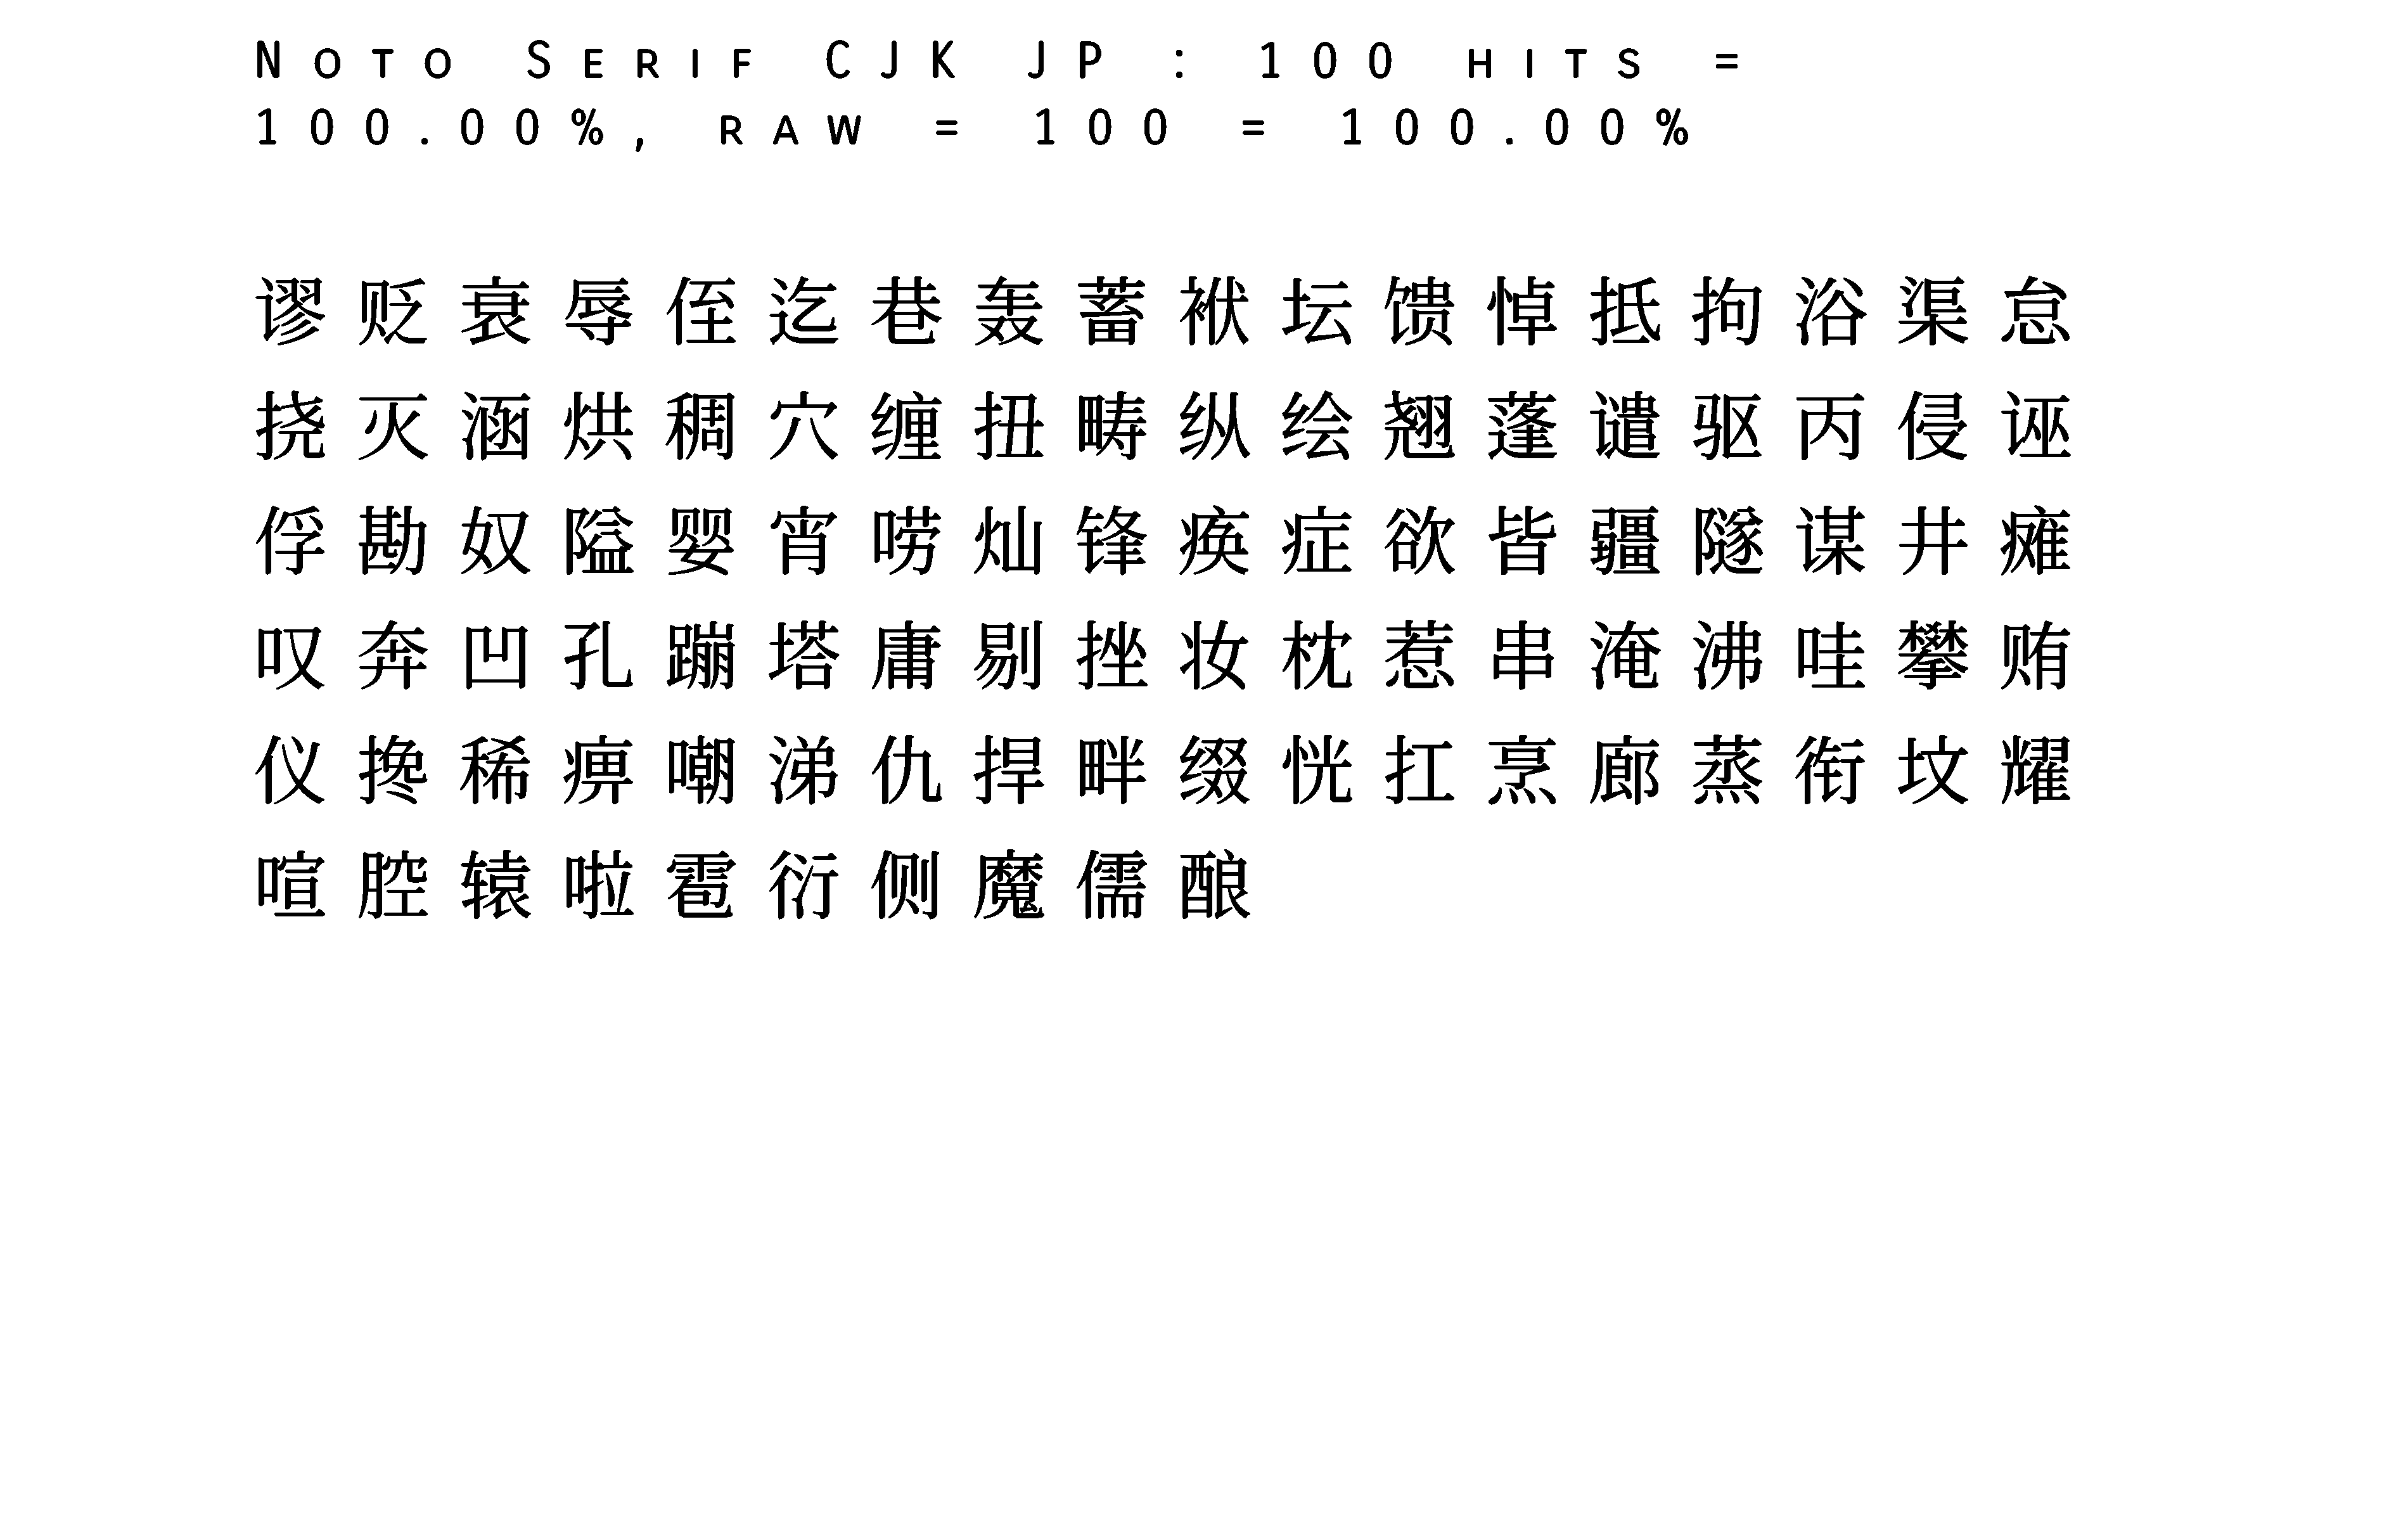 Noto Serif CJK JP : 100 hits =
100.00%, raw = 100 = 100.00%
谬贬衰辱侄迄巷轰蓄袱坛馈悼抵拘浴渠怠
挠灭涵烘稠穴缠扭畴纵绘翘蓬谴驱丙侵诬
俘勘奴隘婴宵唠灿锋痪症欲皆疆隧谋井瘫
叹奔凹孔蹦塔庸剔挫妆枕惹串淹沸哇攀贿
仪搀稀痹嘲涕仇捍畔缀恍扛烹廊蒸衔坟耀
喧腔辕啦雹衍侧魔儒酿